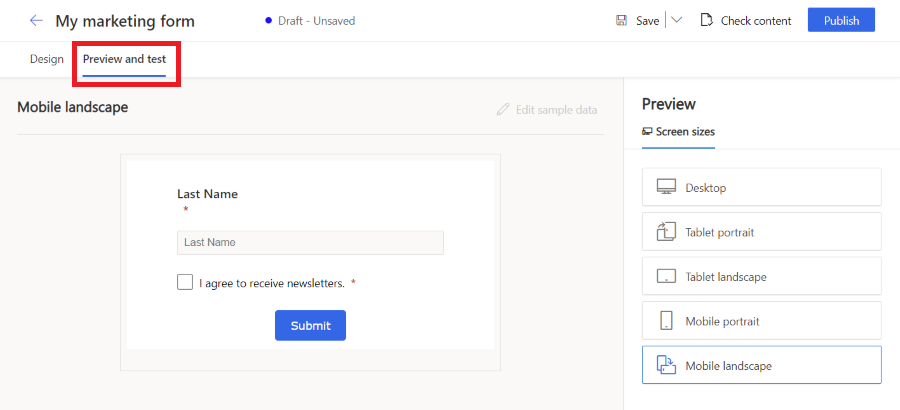 My marketing form
Draft - Unsaved
Save
Check content
Publish
Design
Preview and test
Mobile landscape
Edit sample data
Last Name
*
Last Name
I agree to receive newsletters. *
Submit
Preview
Screen sizes
Desktop
Tablet portrait
Tablet landscape
Mobile portrait
Mobile landscape